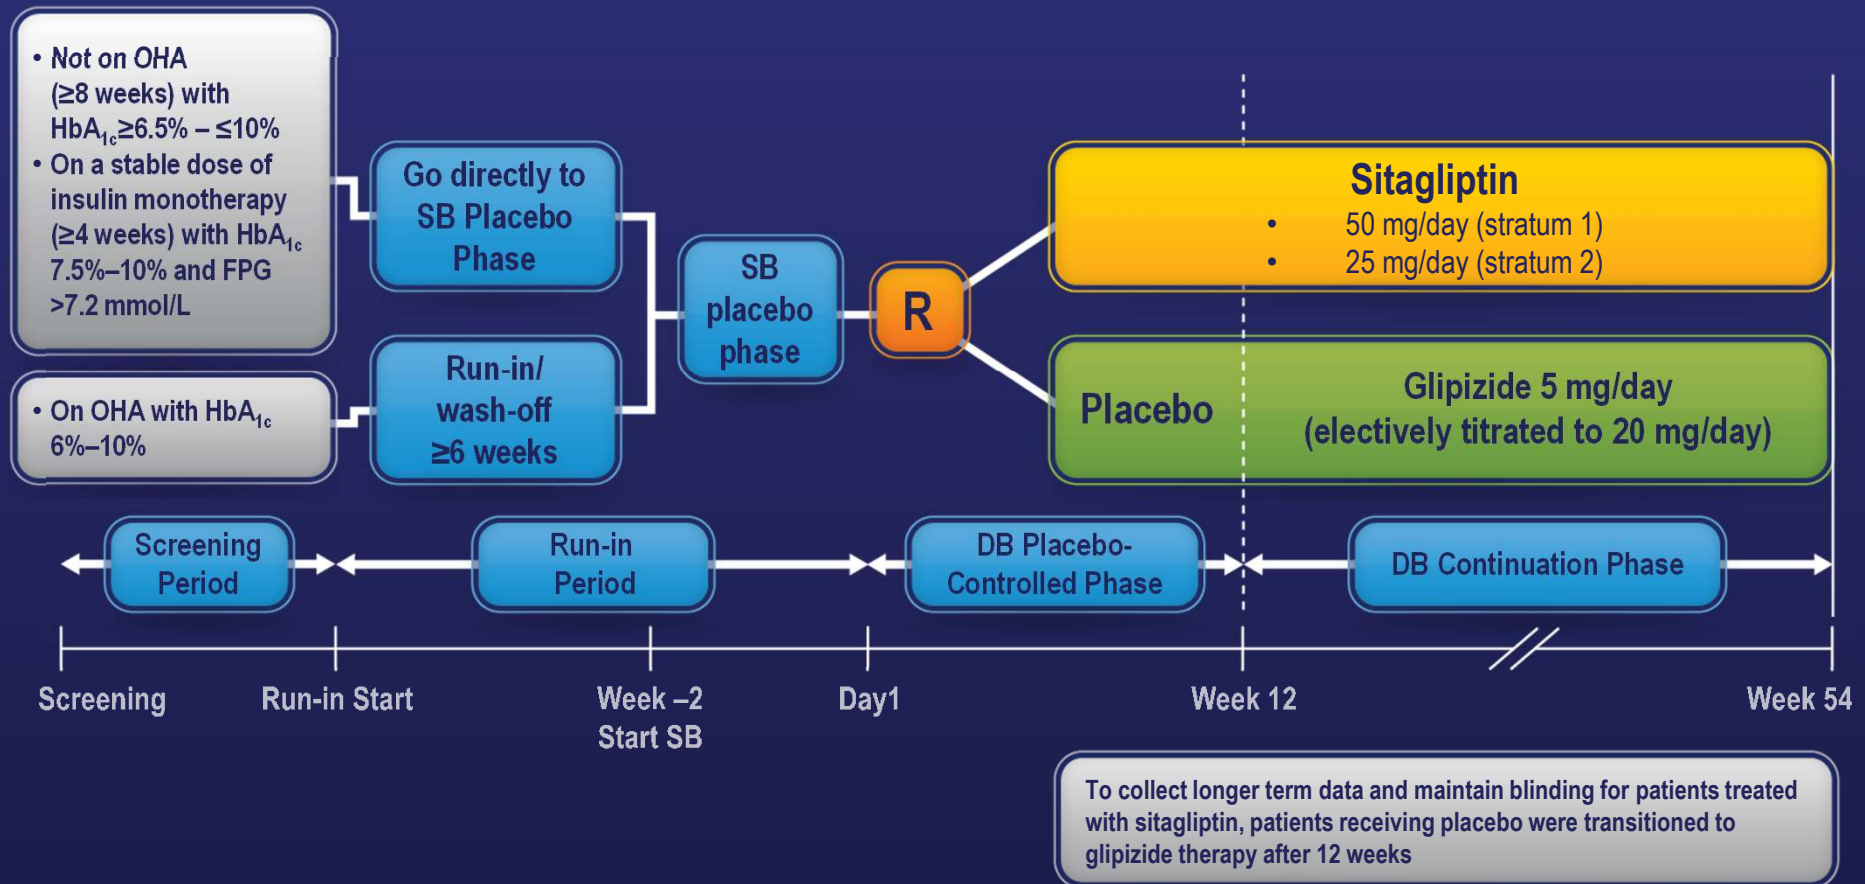 • Not on OHA
(≥8 weeks) with
HbA1c≥6.5% – ≤10%
• On a stable dose of
insulin monotherapy
(≥4 weeks) with HbA1c
7.5%–10% and FPG
>7.2 mmol/L
• On OHA with HbA1c
6%–10%
Go directly to
SB Placebo
Phase
Run-in/
wash-off
≥6 weeks
SB
placebo
phase
R
Sitagliptin
• 50 mg/day (stratum 1)
• 25 mg/day (stratum 2)
Placebo
Glipizide 5 mg/day
(electively titrated to 20 mg/day)
Screening
Period
Run-in
Period
DB Placebo-
Controlled Phase
DB Continuation Phase
Screening
Run-in Start
Week –2
Start SB
Day1
Week 12
Week 54
To collect longer term data and maintain blinding for patients treated
with sitagliptin, patients receiving placebo were transitioned to
glipizide therapy after 12 weeks